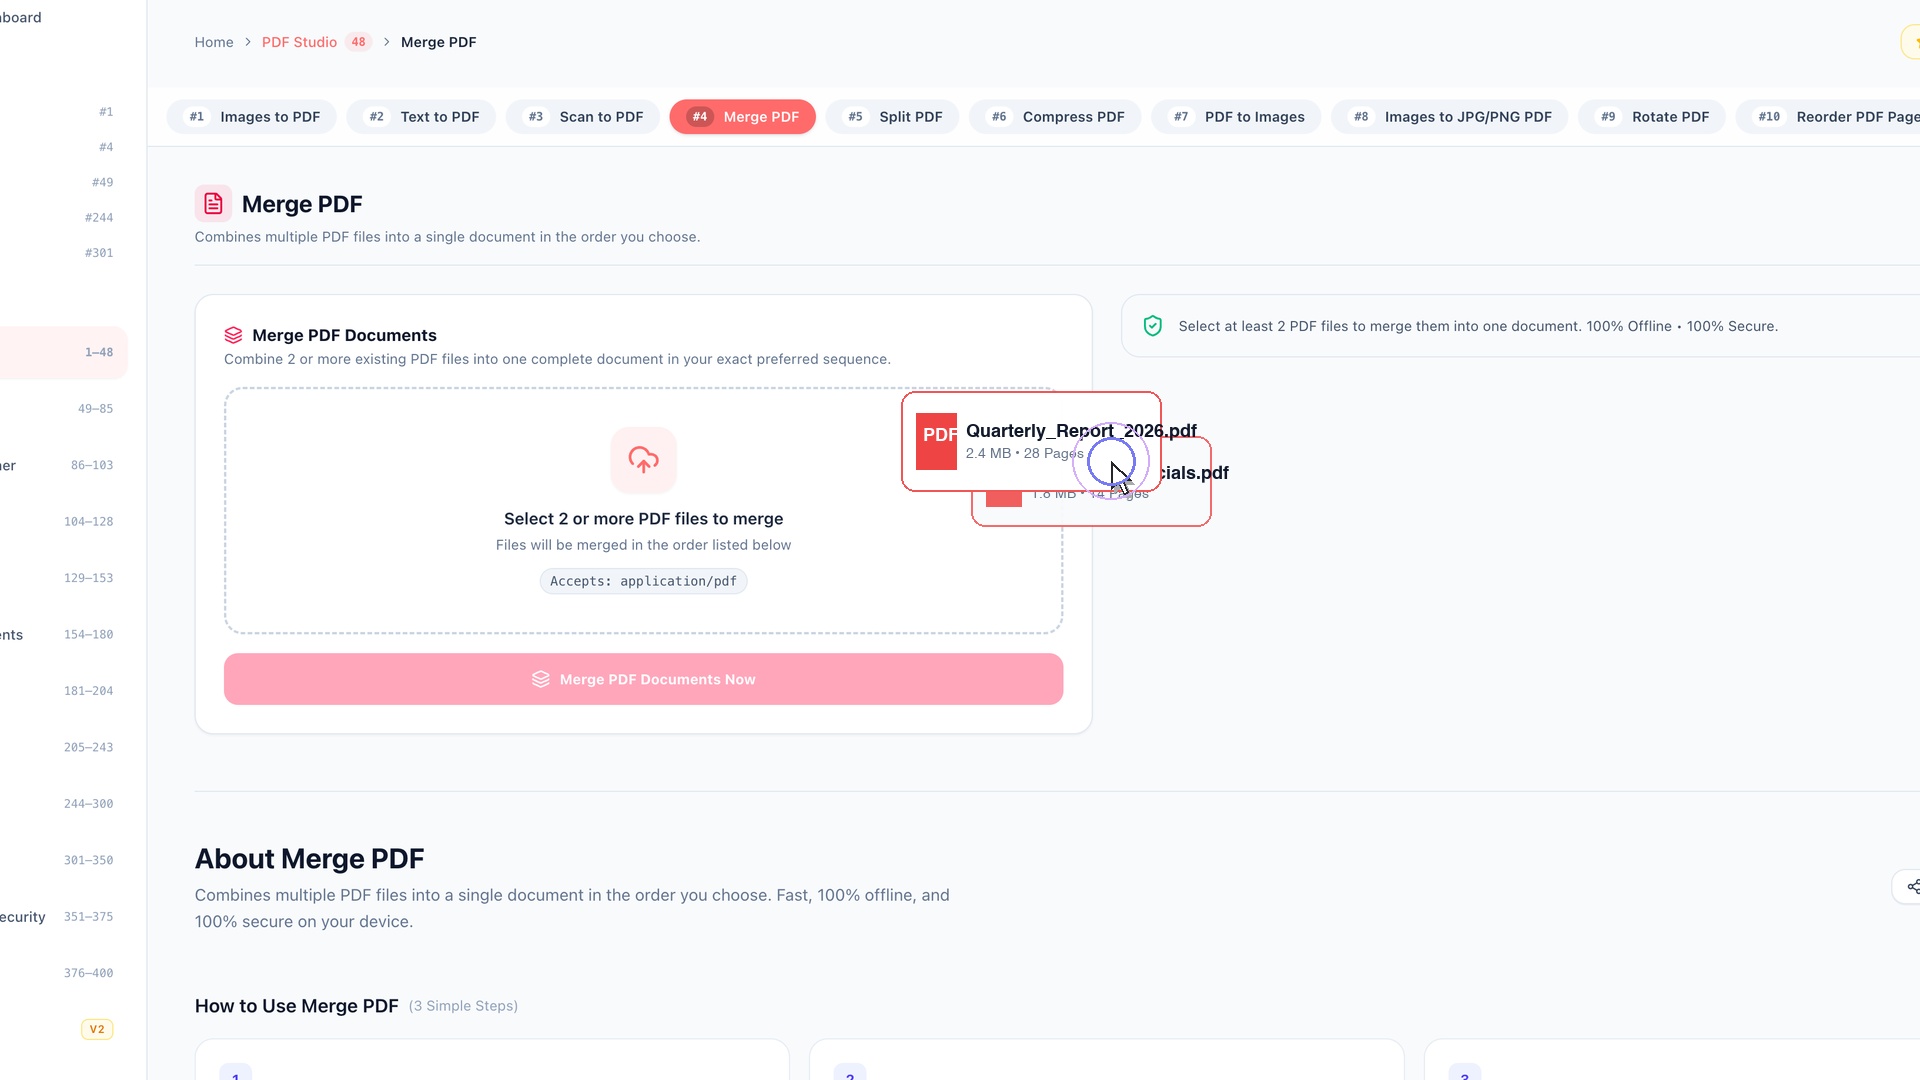 Home > PDF Studio 48 > Merge PDF
#1 Images to PDF
#2 Text to PDF
#3 Scan to PDF
#4 Merge PDF
#5 Split PDF
#6 Compress PDF
#7 PDF to Images
#8 Images to JPG/PNG PDF
#9 Rotate PDF
#10 Reorder PDF Page
#1
#4
#49
#244
#301
1–48
49–85
86–103
104–128
129–153
154–180
181–204
205–243
244–300
301–350
351–375
376–400
V2
Merge PDF
Combines multiple PDF files into a single document in the order you choose.
Merge PDF Documents
Combine 2 or more existing PDF files into one complete document in your exact preferred sequence.
Select 2 or more PDF files to merge
Files will be merged in the order listed below
Accepts: application/pdf
Merge PDF Documents Now
PDF
Quarterly_Report_2026.pdf
2.4 MB • 28 Pages
cials.pdf
1.8 MB • 14 Pages
Select at least 2 PDF files to merge them into one document. 100% Offline • 100% Secure.
About Merge PDF
Combines multiple PDF files into a single document in the order you choose. Fast, 100% offline, and
100% secure on your device.
How to Use Merge PDF (3 Simple Steps)
1
2
3